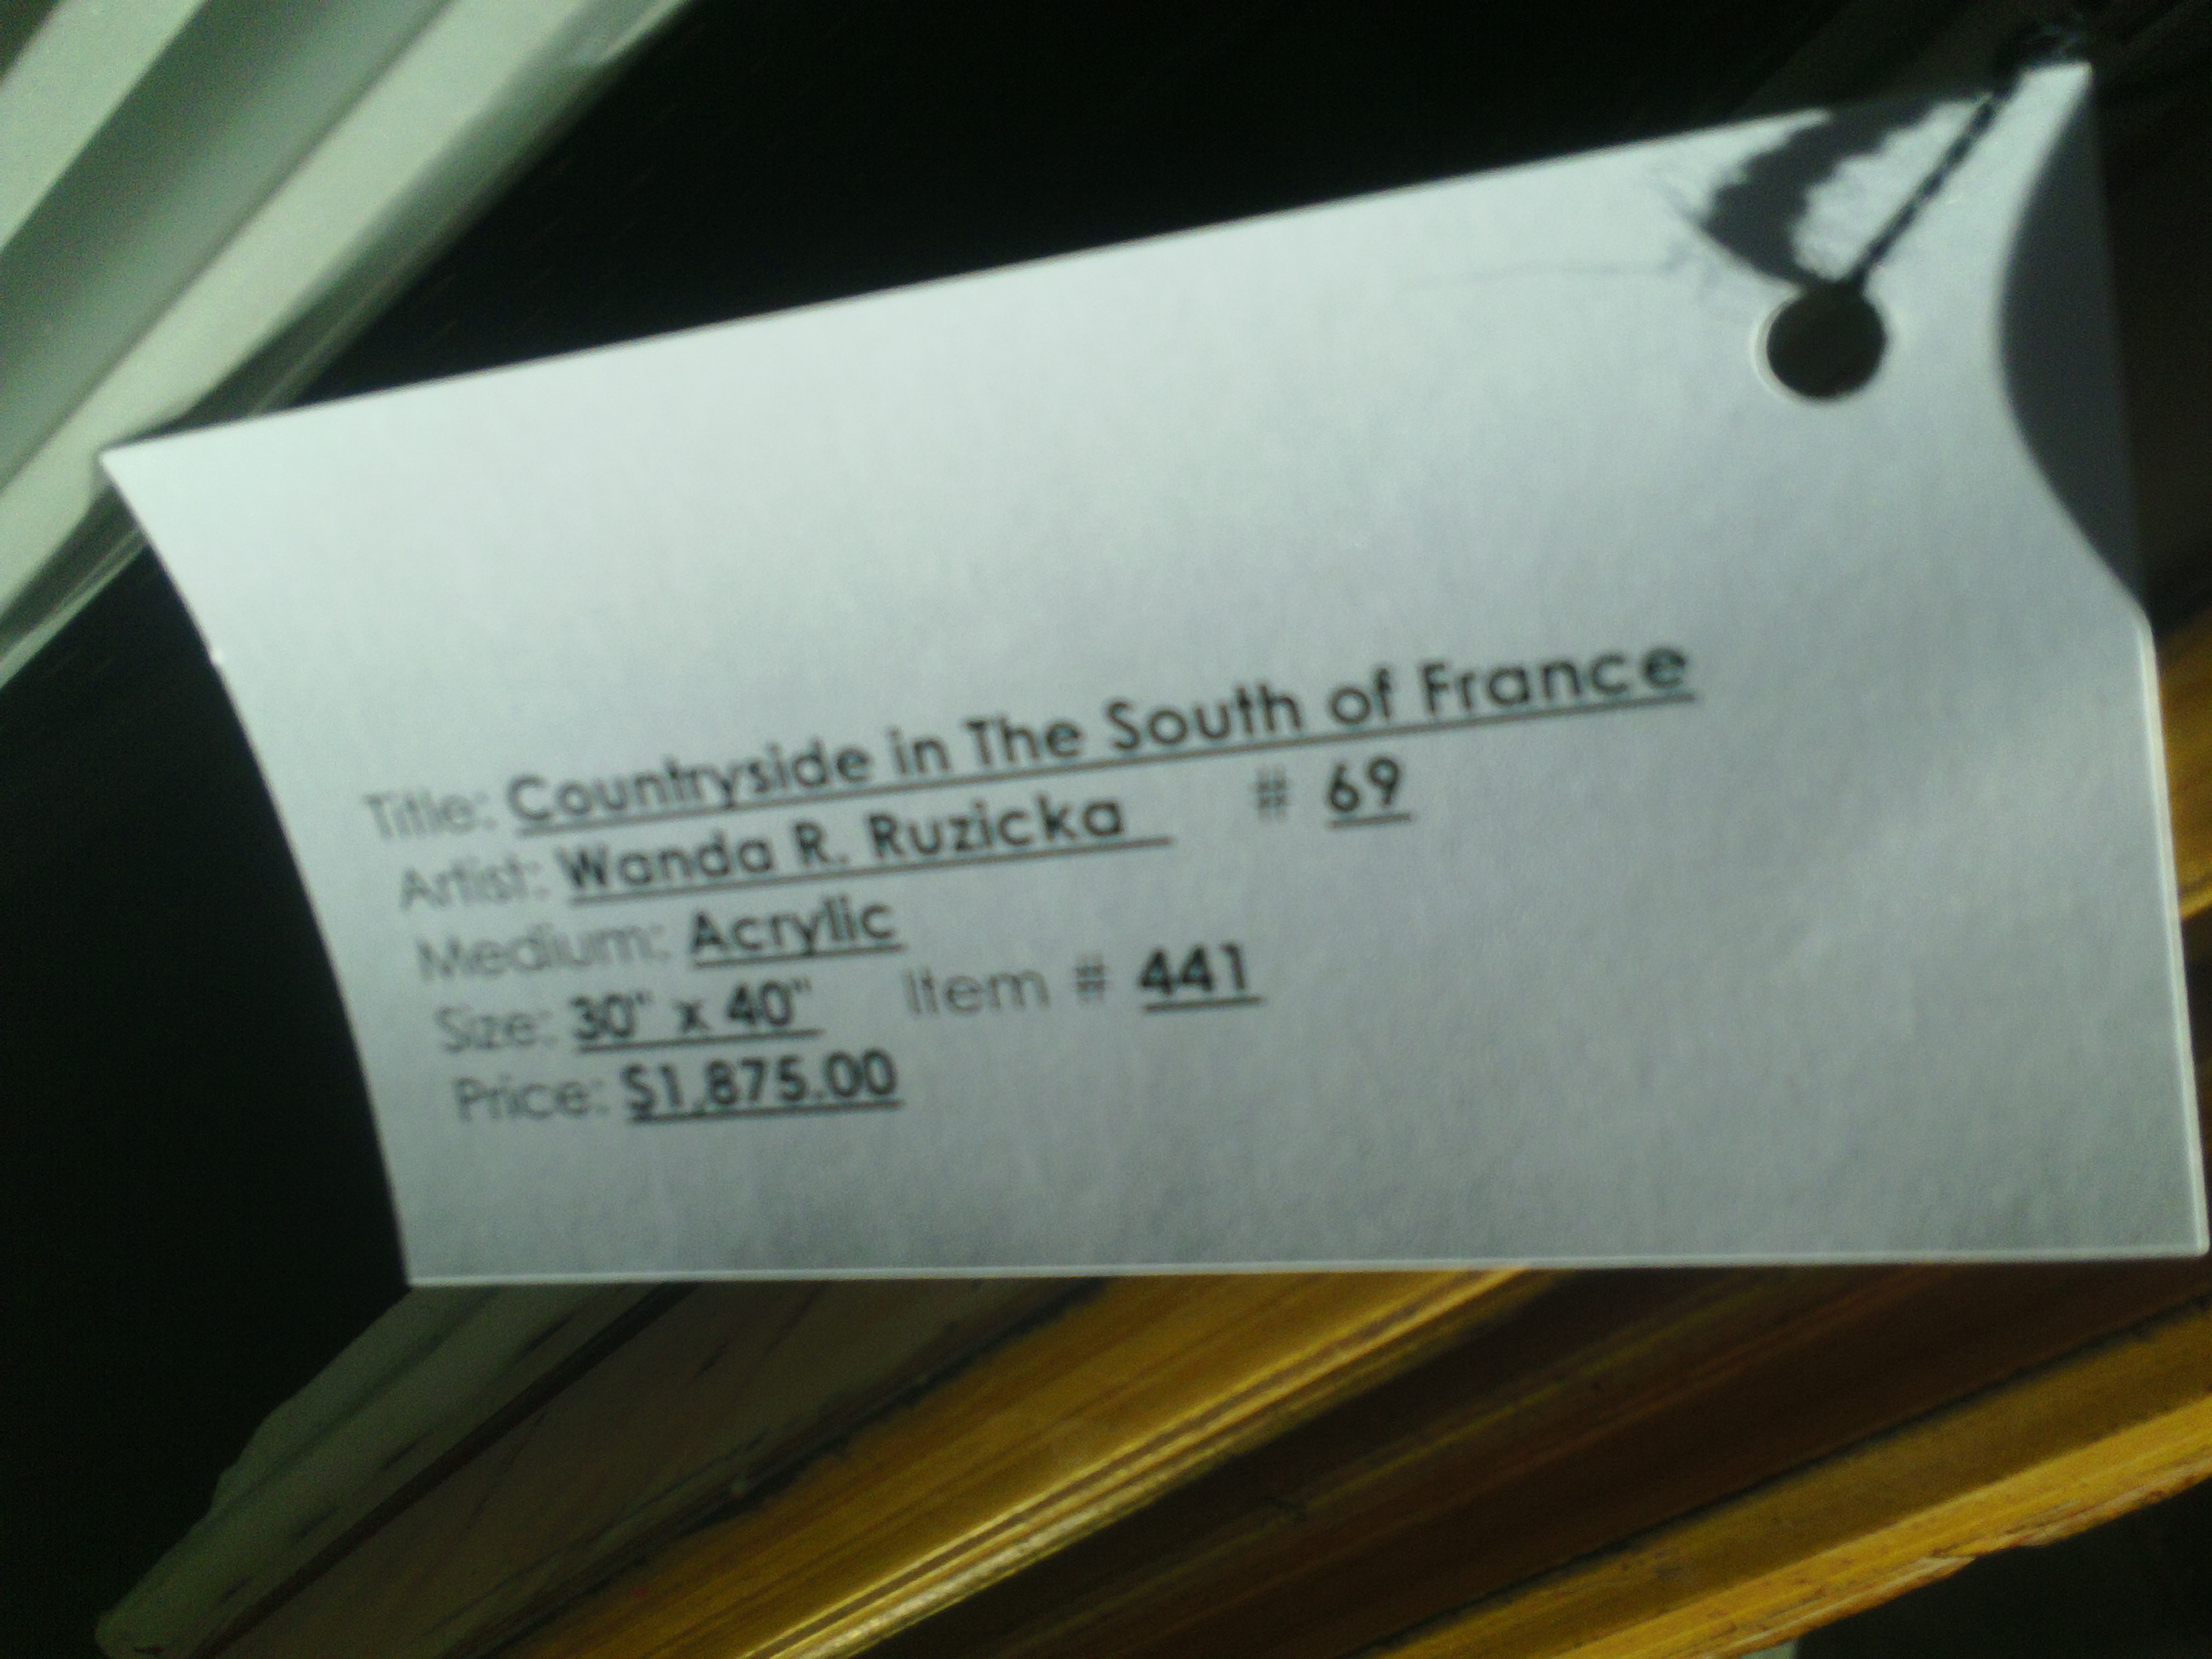 Title: Countryside in The South of France
Artist: Wanda R. Ruzicka # 69
Medium: Acrylic
Size: 30" x 40" Item # 441
Price: $1,875.00